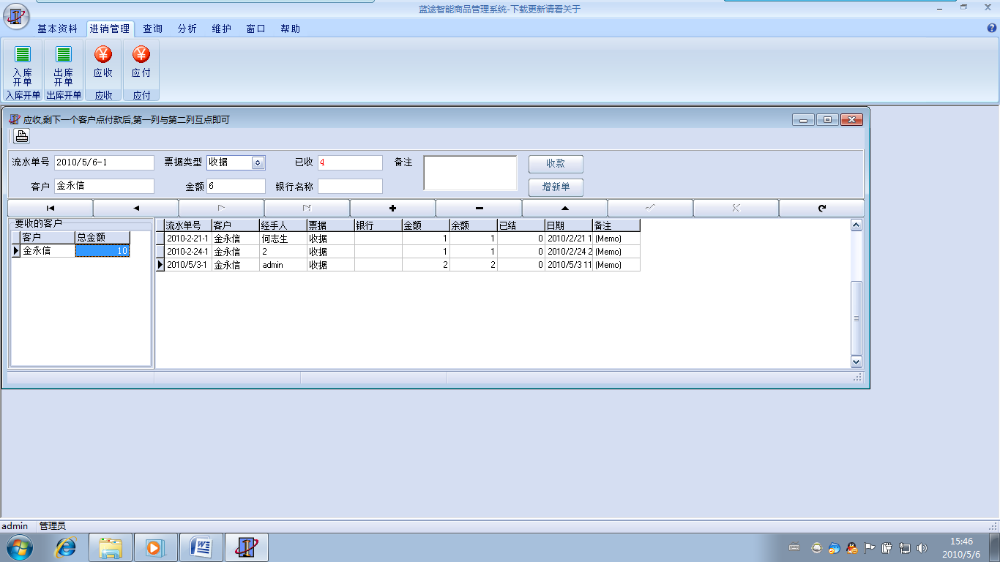 蓝途智能商品管理系统-下载更新请看关于
基本资料 进销管理 查询 分析 维护 窗口 帮助
入库开单 出库开单 应收 应付
入库开单 出库开单 应收 应付
应收,剩下一个客户点付款后,第一列与第二列互点即可
流水单号 2010/5/6-1 票据类型 收据 已收 4 备注 收款
客户 金永信 金额 6 银行名称 增新单
要收的客户
客户 总金额
金永信 10
流水单号 客户 经手人 票据 银行 金额 余额 已结 日期 备注
2010-2-21-1 金永信 何志生 收据 1 1 0 2010/2/21 1 (Memo)
2010-2-24-1 金永信 2 收据 1 1 0 2010/2/24 2 (Memo)
2010/5/3-1 金永信 admin 收据 2 2 0 2010/5/3 11 (Memo)
admin 管理员
15:46
2010/5/6